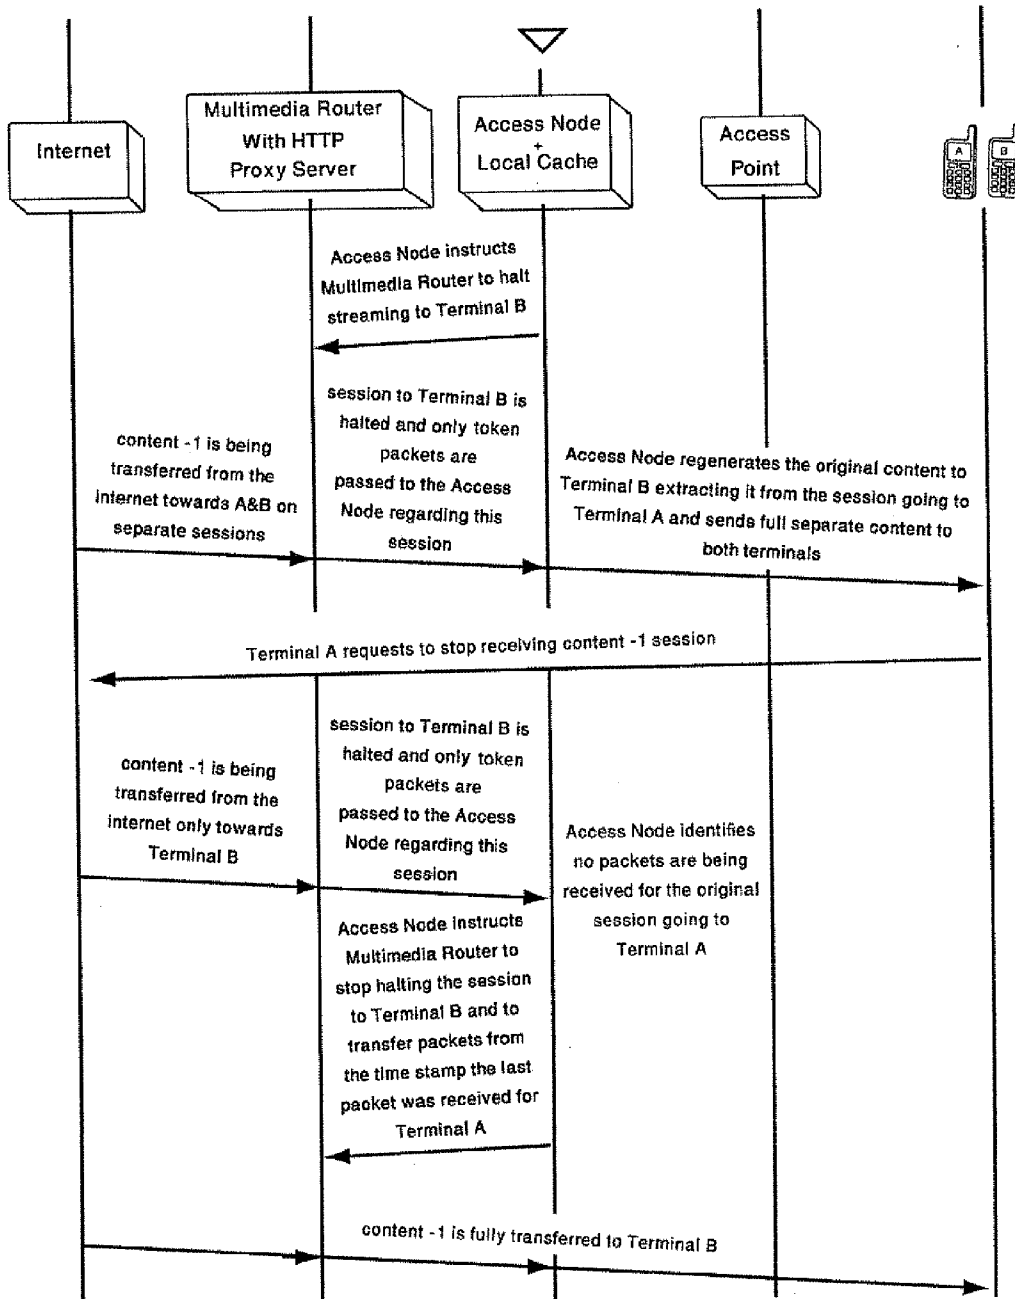 Internet
Multimedia Router
With HTTP
Proxy Server
Access Node
+
Local Cache
Access
Point
A
B
Access Node instructs
Multimedia Router to halt
streaming to Terminal B
content -1 is being
transferred from the
internet towards A&B on
separate sessions
session to Terminal B is
halted and only token
packets are
passed to the Access
Node regarding this
session
Access Node regenerates the original content to
Terminal B extracting it from the session going to
Terminal A and sends full separate content to
both terminals
Terminal A requests to stop receiving content -1 session
content -1 is being
transferred from the
internet only towards
Terminal B
session to Terminal B is
halted and only token
packets are
passed to the Access
Node regarding this
session
Access Node identifies
no packets are being
received for the original
session going to
Terminal A
Access Node instructs
Multimedia Router to
stop halting the session
to Terminal B and to
transfer packets from
the time stamp the last
packet was received for
Terminal A
content -1 is fully transferred to Terminal B